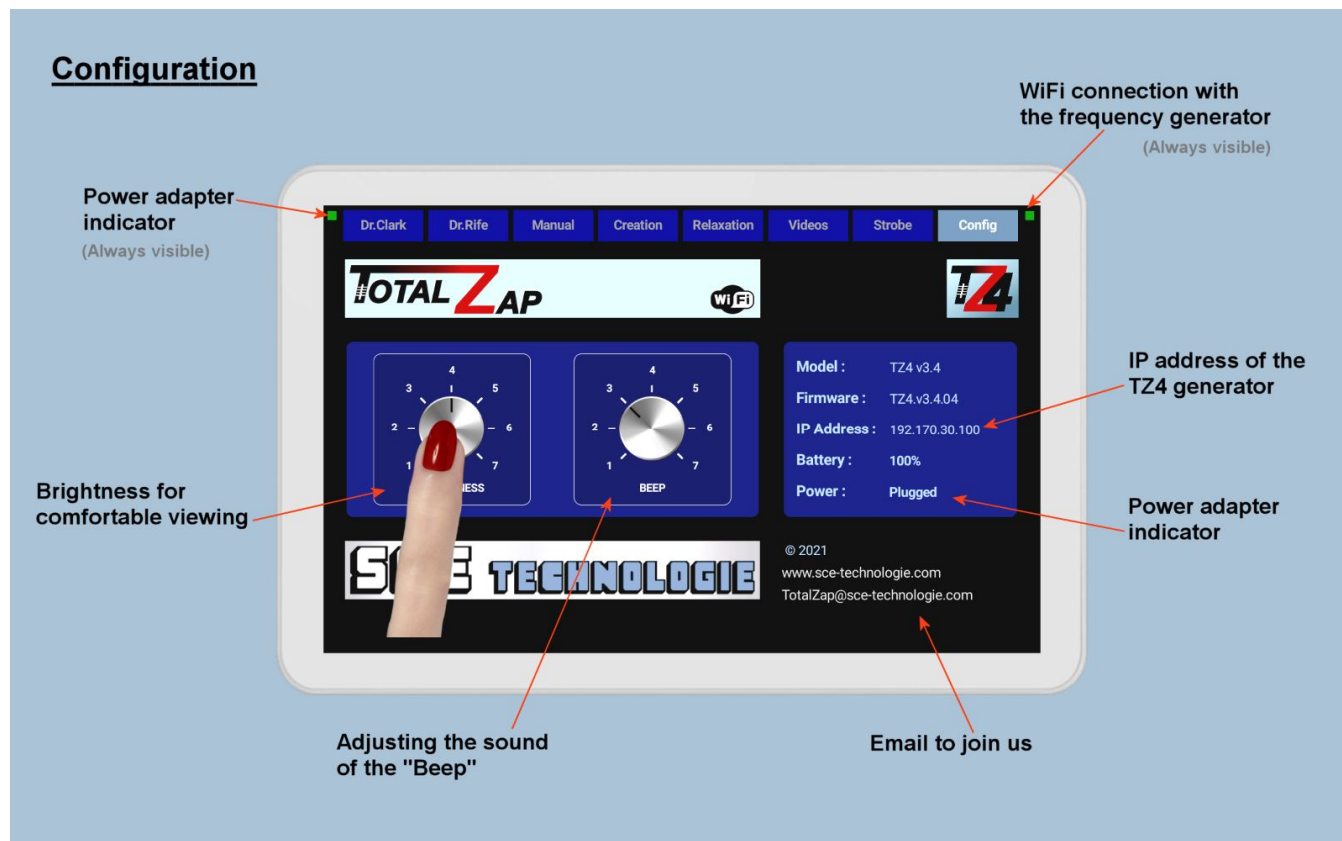 Configuration
WiFi connection with
the frequency generator
(Always visible)
Power adapter
indicator
(Always visible)
Dr.Clark Dr.Rife Manual Creation Relaxation Videos Strobe Config
TOTAL ZAP WiFi TZ4
4
3 5
2 6
1 7
NESS
4
3 5
2 6
1 7
BEEP
Model : TZ4 v3.4
Firmware : TZ4.v3.4.04
IP Address : 192.170.30.100
Battery : 100%
Power : Plugged
IP address of the
TZ4 generator
Brightness for
comfortable viewing
Power adapter
indicator
SCE TECHNOLOGIE
© 2021
www.sce-technologie.com
TotalZap@sce-technologie.com
Adjusting the sound
of the "Beep"
Email to join us